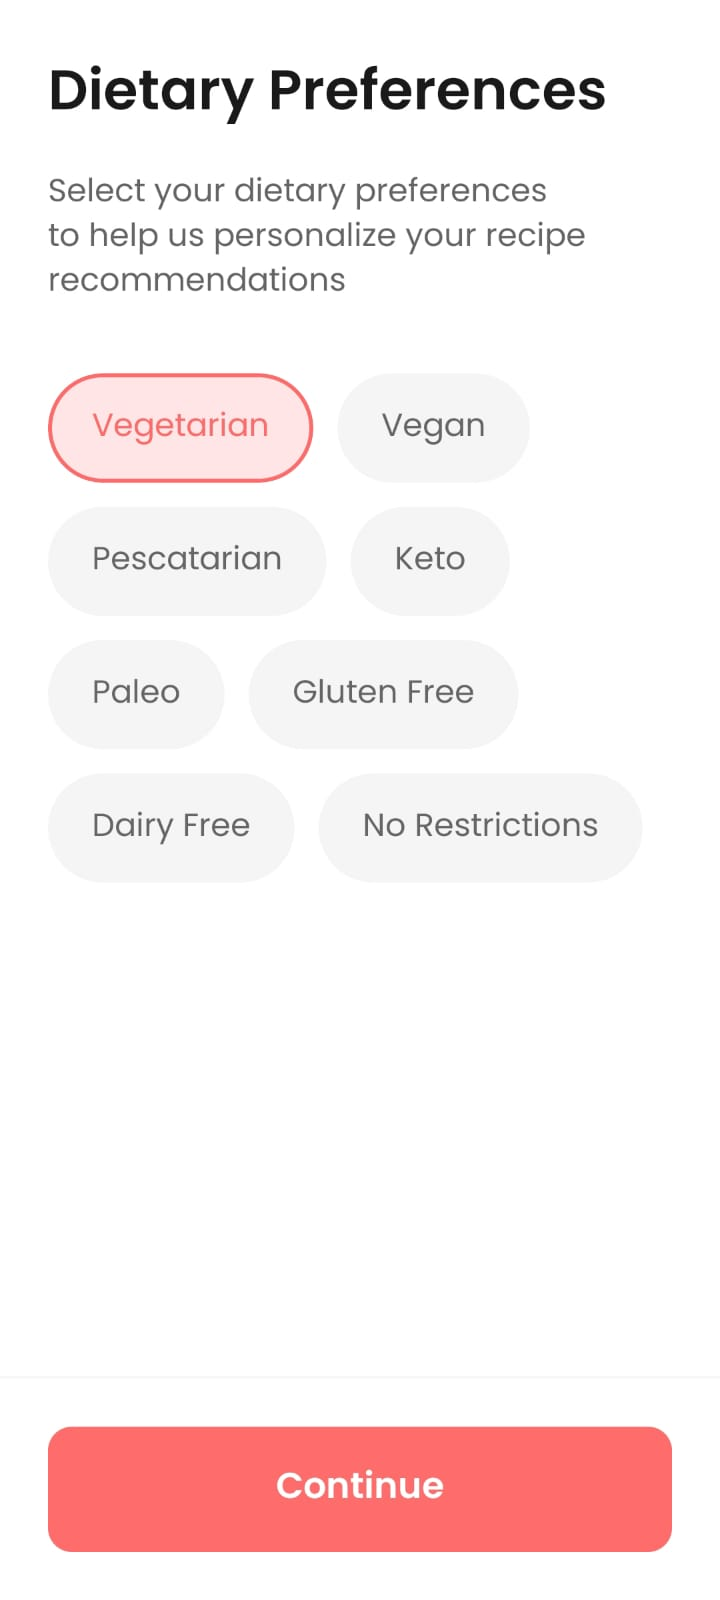 Dietary Preferences
Select your dietary preferences
to help us personalize your recipe
recommendations
Vegetarian
Vegan
Pescatarian
Keto
Paleo
Gluten Free
Dairy Free
No Restrictions
Continue